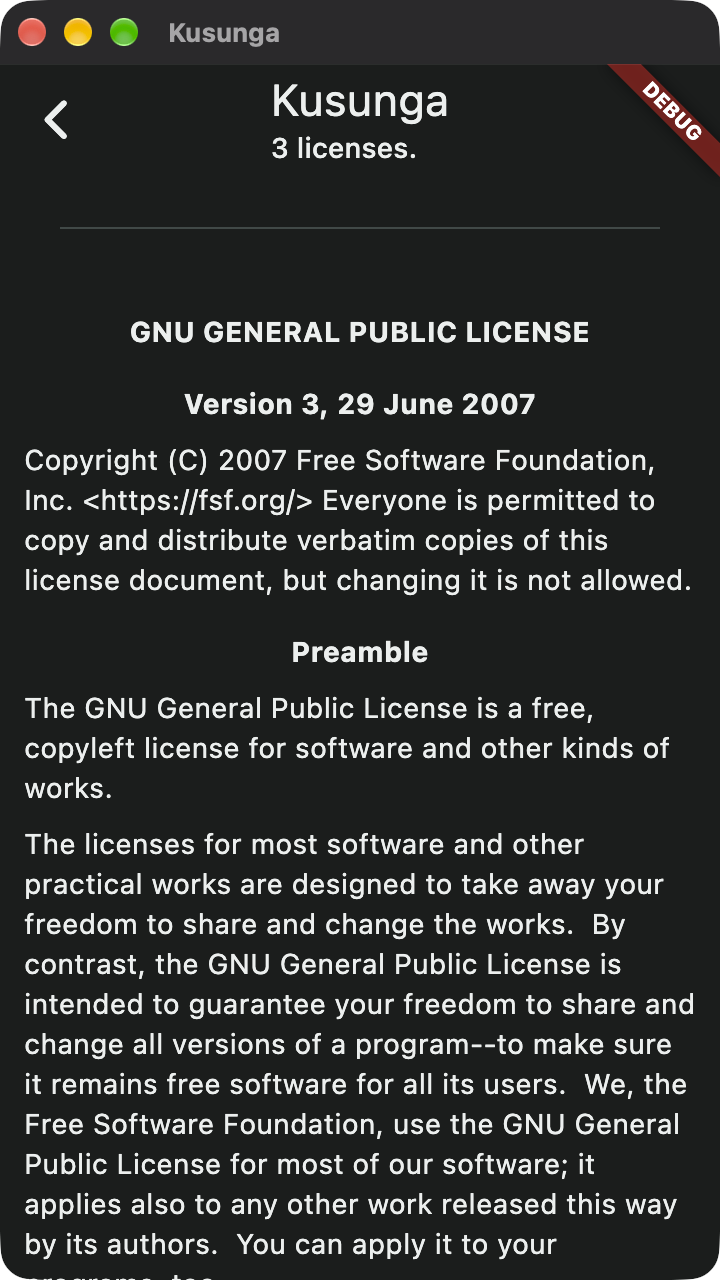 Kusunga
Kusunga
3 licenses.
DEBUG
GNU GENERAL PUBLIC LICENSE
Version 3, 29 June 2007
Copyright (C) 2007 Free Software Foundation,
Inc. <https://fsf.org/> Everyone is permitted to
copy and distribute verbatim copies of this
license document, but changing it is not allowed.
Preamble
The GNU General Public License is a free,
copyleft license for software and other kinds of
works.
The licenses for most software and other
practical works are designed to take away your
freedom to share and change the works.  By
contrast, the GNU General Public License is
intended to guarantee your freedom to share and
change all versions of a program--to make sure
it remains free software for all its users.  We, the
Free Software Foundation, use the GNU General
Public License for most of our software; it
applies also to any other work released this way
by its authors.  You can apply it to your